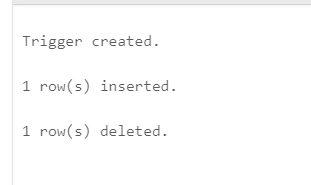 Trigger created.
1 row(s) inserted.
1 row(s) deleted.